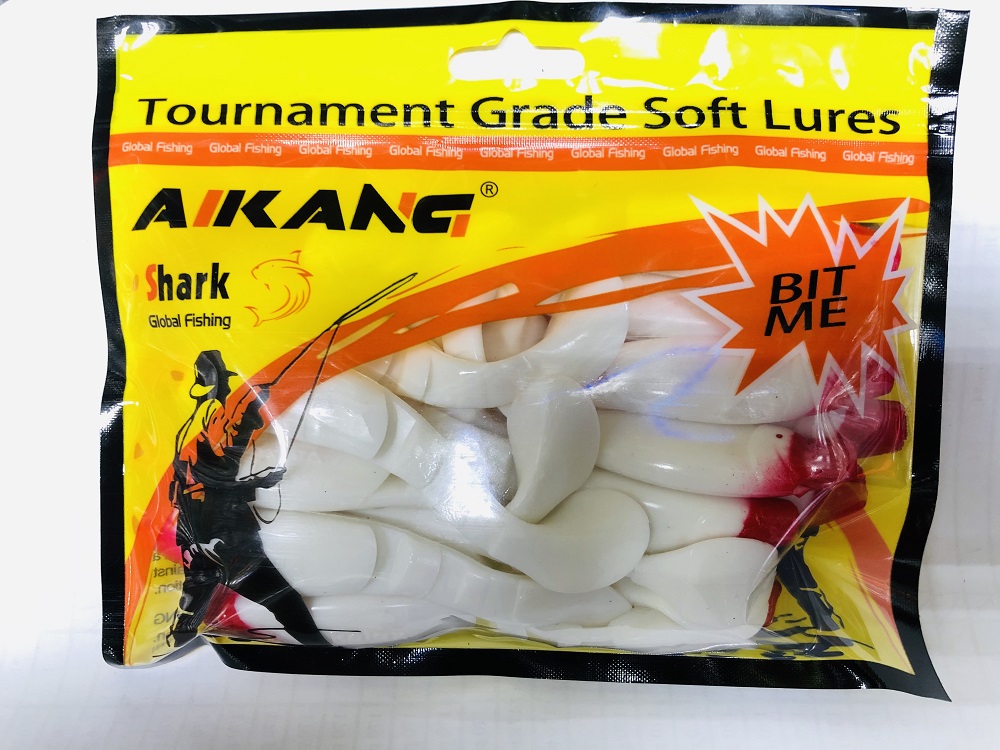 Tournament Grade Soft Lures
Global Fishing Global Fishing Global Fishing Global Fishing Global Fishing Global Fishing Global Fishing Global Fishing Global Fishing
AIKANG®
Shark
Global Fishing
BIT
ME